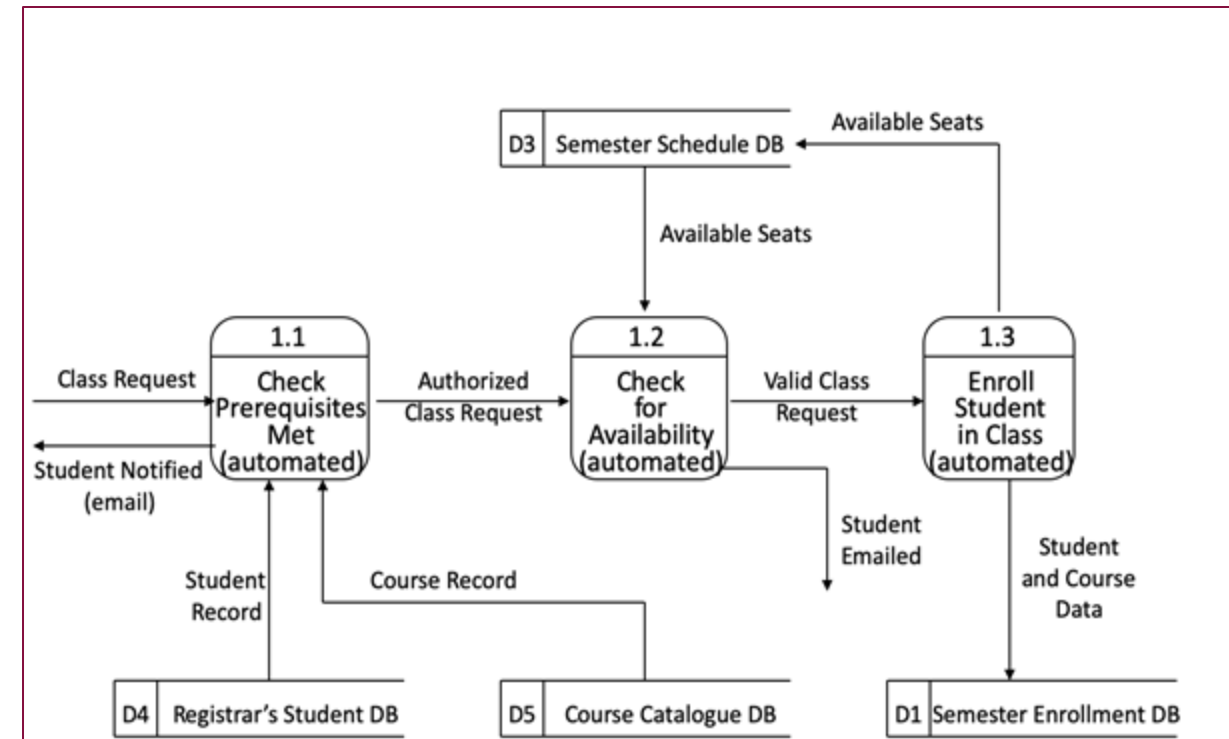 Available Seats
D3 Semester Schedule DB
Available Seats
1.1
Check
Prerequisites
Met
(automated)
1.2
Check
for
Availability
(automated)
1.3
Enroll
Student
in Class
(automated)
Class Request
Authorized
Class Request
Valid Class
Request
Student Notified
(email)
Student
Emailed
Student
and Course
Data
Student
Record
Course Record
D4 Registrar's Student DB
D5 Course Catalogue DB
D1 Semester Enrollment DB